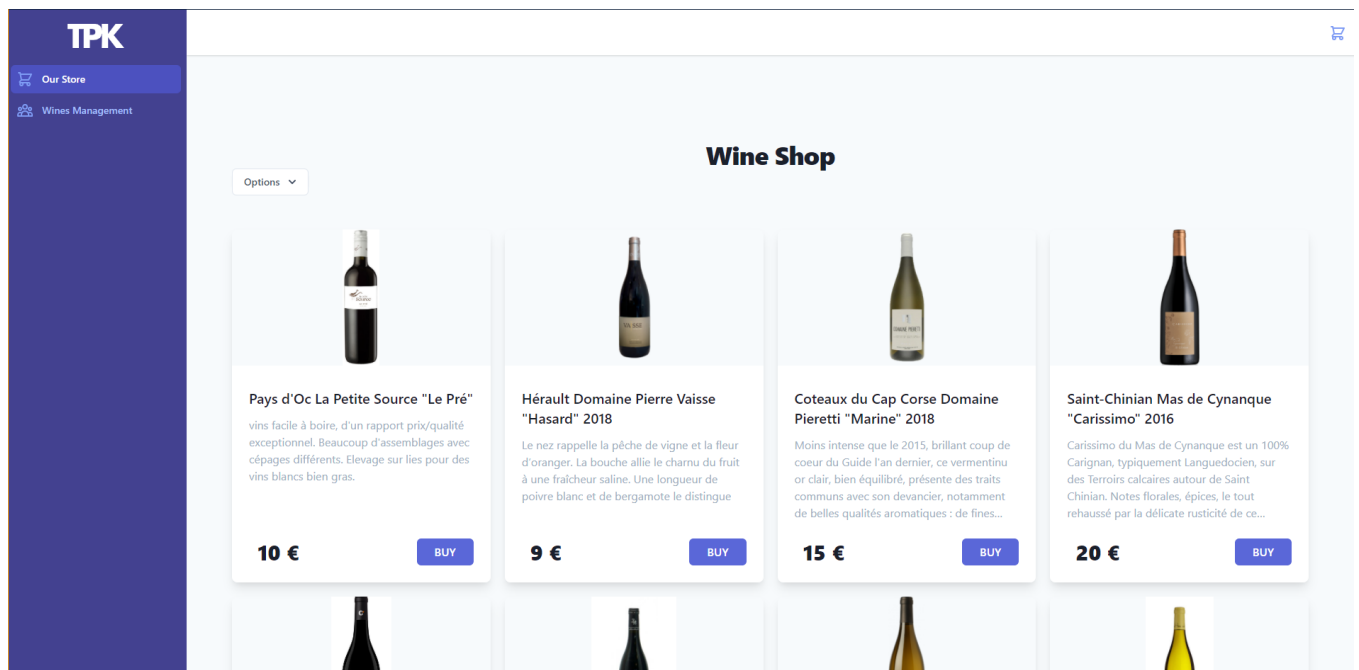 TPK
Our Store
Wines Management
Wine Shop
Options
Pays d'Oc La Petite Source "Le Pré"
vins facile à boire, d'un rapport prix/qualité
exceptionnel. Beaucoup d'assemblages avec
cépages différents. Elevage sur lies pour des
vins blancs bien gras.
10 €
BUY
Hérault Domaine Pierre Vaisse
"Hasard" 2018
Le nez rappelle la pêche de vigne et la fleur
d'oranger. La bouche allie le charnu du fruit
à une fraîcheur saline. Une longueur de
poivre blanc et de bergamote le distingue
9 €
BUY
Coteaux du Cap Corse Domaine
Pieretti "Marine" 2018
Moins intense que le 2015, brillant coup de
coeur du Guide l'an dernier, ce vermentinu
or clair, bien équilibré, présente des traits
communs avec son devancier, notamment
de belles qualités aromatiques : de fines...
15 €
BUY
Saint-Chinian Mas de Cynanque
"Carissimo" 2016
Carissimo du Mas de Cynanque est un 100%
Carignan, typiquement Languedocien, sur
des Terroirs calcaires autour de Saint
Chinian. Notes florales, épices, le tout
rehaussé par la délicate rusticité de ce...
20 €
BUY